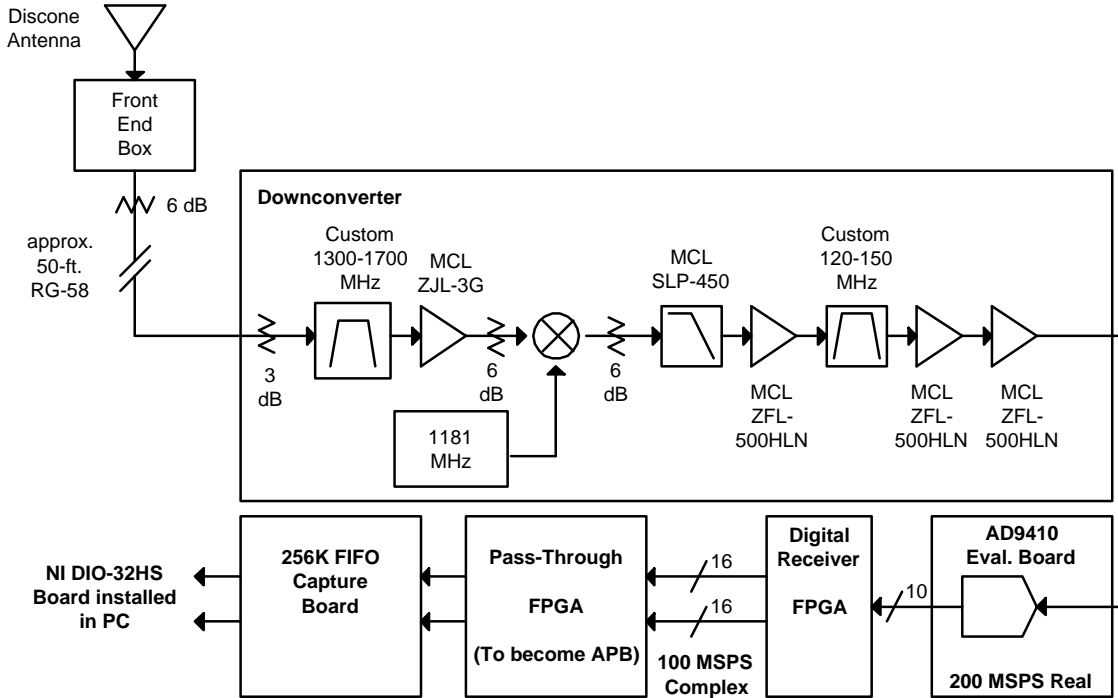 Discone
Antenna
Front
End
Box
6 dB
approx.
50-ft.
RG-58
Downconverter
3
dB
Custom
1300-1700
MHz
MCL
ZJL-3G
6
dB
1181
MHz
6
dB
MCL
SLP-450
MCL
ZFL-
500HLN
Custom
120-150
MHz
MCL
ZFL-
500HLN
MCL
ZFL-
500HLN
NI DIO-32HS
Board installed
in PC
256K FIFO
Capture
Board
Pass-Through
FPGA
(To become APB)
16
16
100 MSPS
Complex
Digital
Receiver
FPGA
10
AD9410
Eval. Board
200 MSPS Real